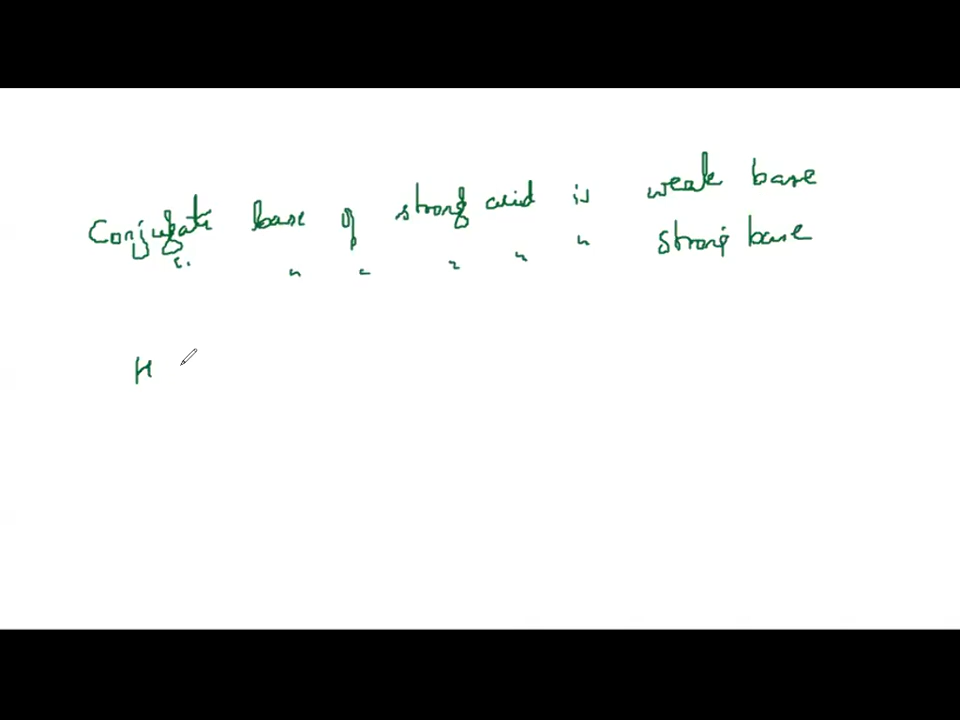 Conjugate base of strong acid is weak base
" " " " " " strong base
H